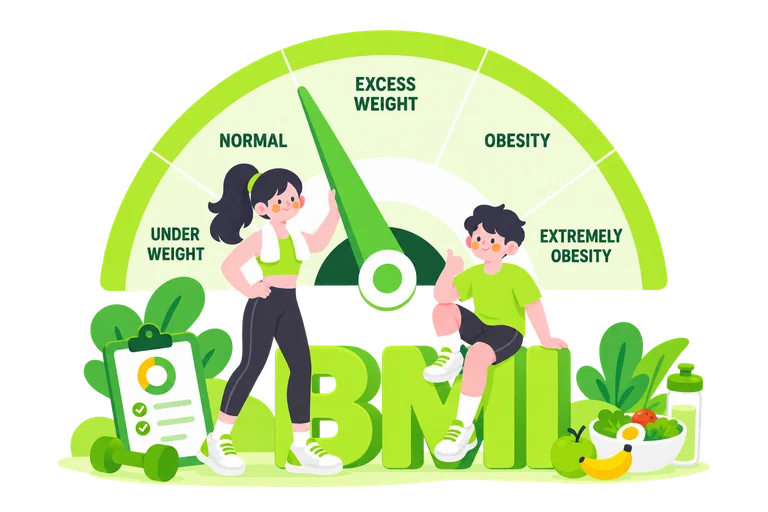 EXCESS
WEIGHT
NORMAL
OBESITY
UNDER
WEIGHT
EXTREMELY
OBESITY
BMI